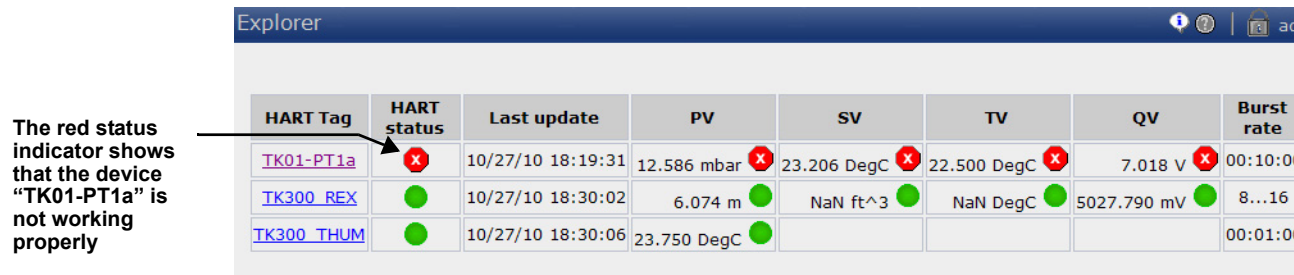 Explorer
The red status
indicator shows
that the device
“TK01-PT1a” is
not working
properly
HART Tag HART status Last update PV SV TV QV Burst rate
TK01-PT1a X 10/27/10 18:19:31 12.586 mbar X 23.206 DegC X 22.500 DegC X 7.018 V X 00:10:00
TK300_REX 10/27/10 18:30:02 6.074 m NaN ft^3 NaN DegC 5027.790 mV 8...16
TK300_THUM 10/27/10 18:30:06 23.750 DegC 00:01:00